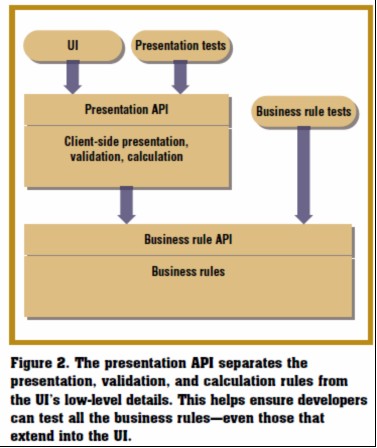 UI
Presentation tests
Presentation API
Business rule tests
Client-side presentation,
validation, calculation
Business rule API
Business rules
Figure 2. The presentation API separates the
presentation, validation, and calculation rules from
the UI's low-level details. This helps ensure developers
can test all the business rules—even those that
extend into the UI.